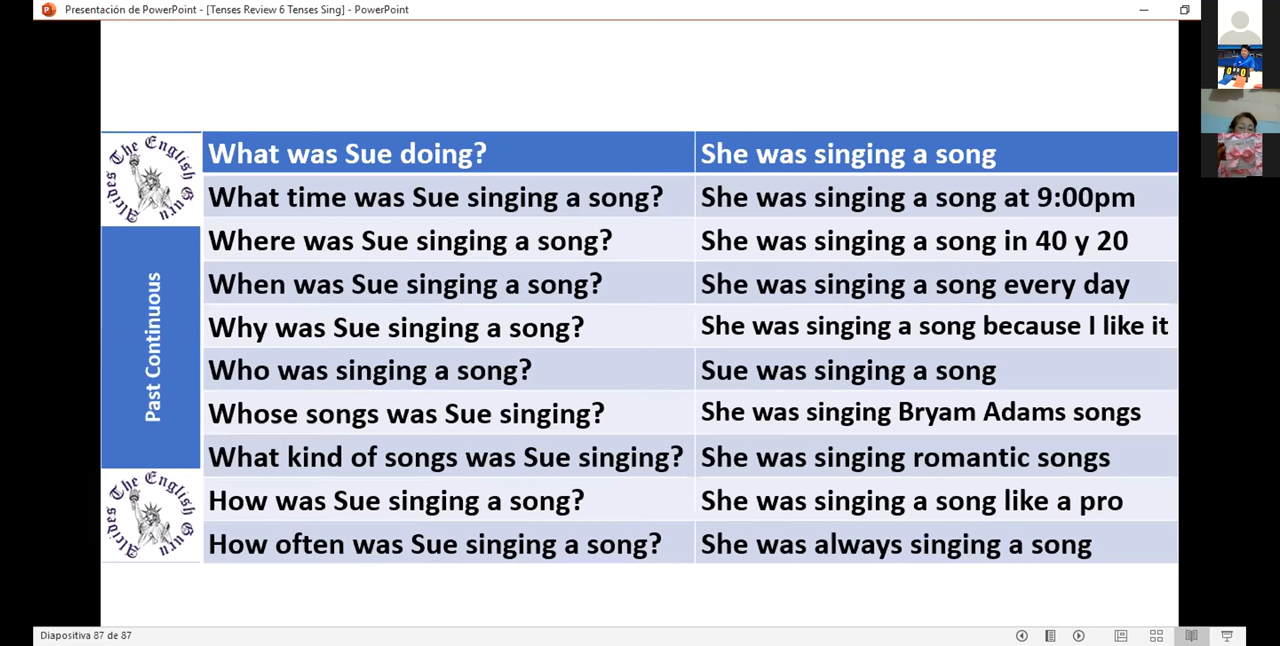 Presentación de PowerPoint - [Tenses Review 6 Tenses Sing] - PowerPoint
The English Guru Alcides
What was Sue doing? She was singing a song
What time was Sue singing a song? She was singing a song at 9:00pm
Where was Sue singing a song? She was singing a song in 40 y 20
When was Sue singing a song? She was singing a song every day
Past Continuous
Why was Sue singing a song? She was singing a song because I like it
Who was singing a song? Sue was singing a song
Whose songs was Sue singing? She was singing Bryam Adams songs
What kind of songs was Sue singing? She was singing romantic songs
The English Guru Alcides
How was Sue singing a song? She was singing a song like a pro
How often was Sue singing a song? She was always singing a song
Diapositiva 87 de 87